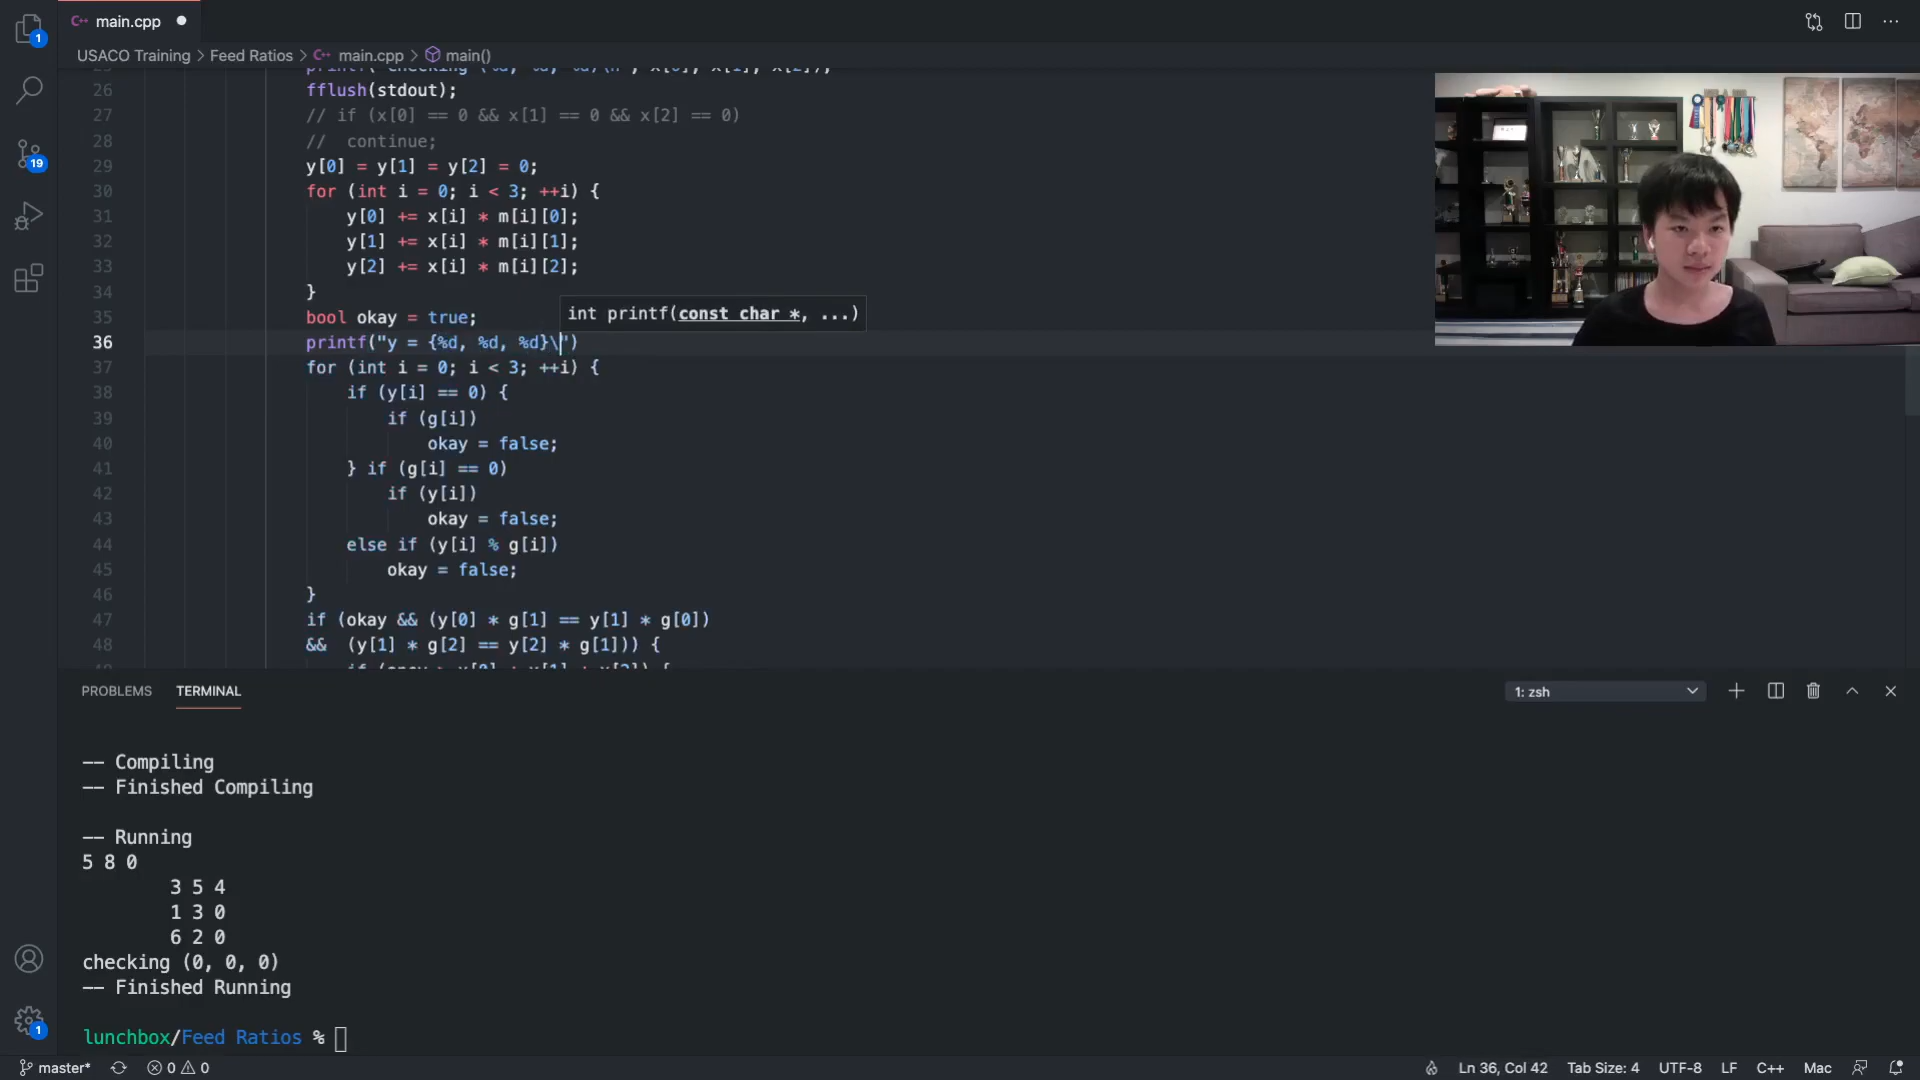 main.cpp
USACO Training > Feed Ratios > main.cpp > main()
26 fflush(stdout);
27 // if (x[0] == 0 && x[1] == 0 && x[2] == 0)
28 //  continue;
29 y[0] = y[1] = y[2] = 0;
30 for (int i = 0; i < 3; ++i) {
31 y[0] += x[i] * m[i][0];
32 y[1] += x[i] * m[i][1];
33 y[2] += x[i] * m[i][2];
34 }
int printf(const char *, ...)
35 bool okay = true;
36 printf("y = {%d, %d, %d}\")
37 for (int i = 0; i < 3; ++i) {
38 if (y[i] == 0) {
39 if (g[i])
40 okay = false;
41 } if (g[i] == 0)
42 if (y[i])
43 okay = false;
44 else if (y[i] % g[i])
45 okay = false;
46 }
47 if (okay && (y[0] * g[1] == y[1] * g[0])
48 &&  (y[1] * g[2] == y[2] * g[1])) {
PROBLEMS TERMINAL 1: zsh
-- Compiling
-- Finished Compiling
-- Running
5 8 0
3 5 4
1 3 0
6 2 0
checking (0, 0, 0)
-- Finished Running
lunchbox/Feed Ratios %
1
19
1
master* 0 0 Ln 36, Col 42 Tab Size: 4 UTF-8 LF C++ Mac